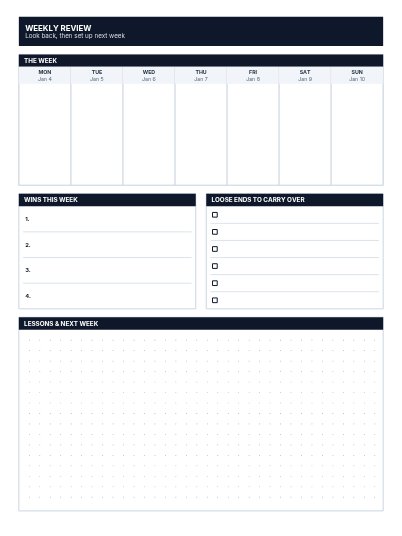 WEEKLY REVIEW
Look back, then set up next week
THE WEEK
MON TUE WED THU FRI SAT SUN
Jan 4 Jan 5 Jan 6 Jan 7 Jan 8 Jan 9 Jan 10
WINS THIS WEEK
1.
2.
3.
4.
LOOSE ENDS TO CARRY OVER
LESSONS & NEXT WEEK